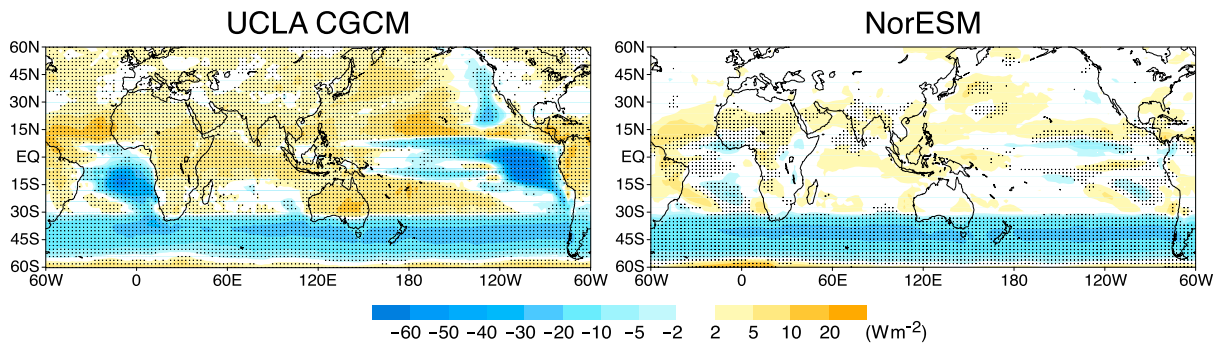 UCLA CGCM
NorESM
60N
45N
30N
15N
EQ
15S
30S
45S
60S
60W 0 60E 120E 180 120W 60W
60N
45N
30N
15N
EQ
15S
30S
45S
60S
60W 0 60E 120E 180 120W 60W
−60 −50 −40 −30 −20 −10 −5 −2 2 5 10 20 (Wm⁻²)